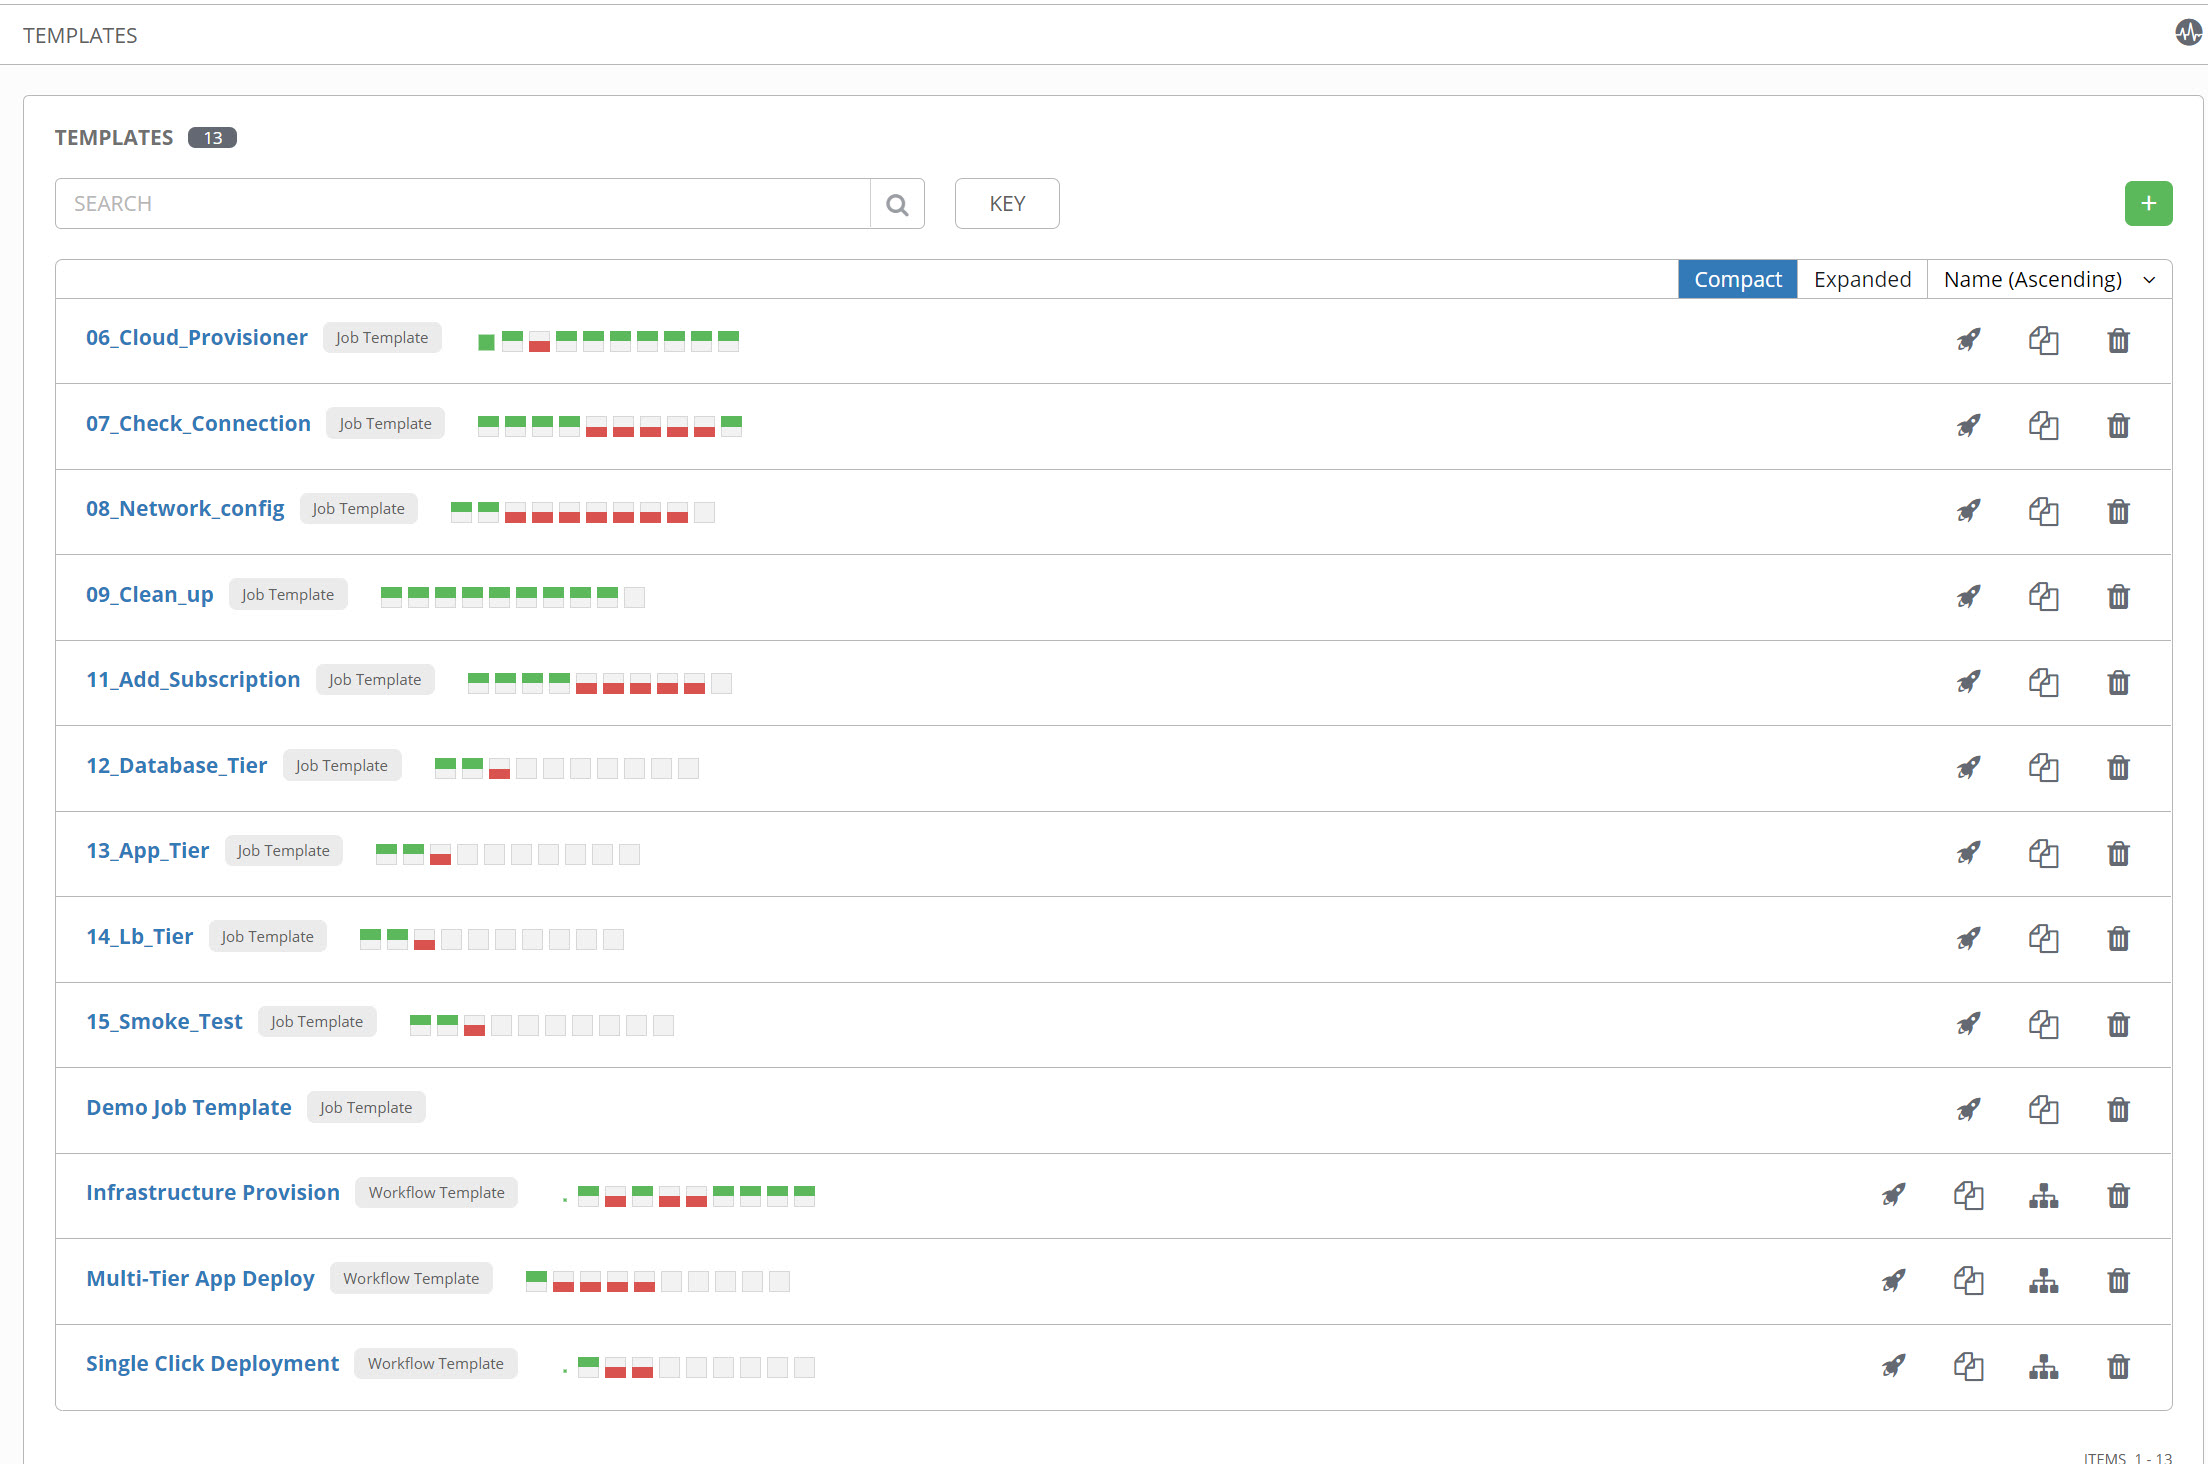 TEMPLATES
TEMPLATES 13
SEARCH KEY +
Compact Expanded Name (Ascending)
06_Cloud_Provisioner Job Template
07_Check_Connection Job Template
08_Network_config Job Template
09_Clean_up Job Template
11_Add_Subscription Job Template
12_Database_Tier Job Template
13_App_Tier Job Template
14_Lb_Tier Job Template
15_Smoke_Test Job Template
Demo Job Template Job Template
Infrastructure Provision Workflow Template
Multi-Tier App Deploy Workflow Template
Single Click Deployment Workflow Template
ITEMS 1 - 13